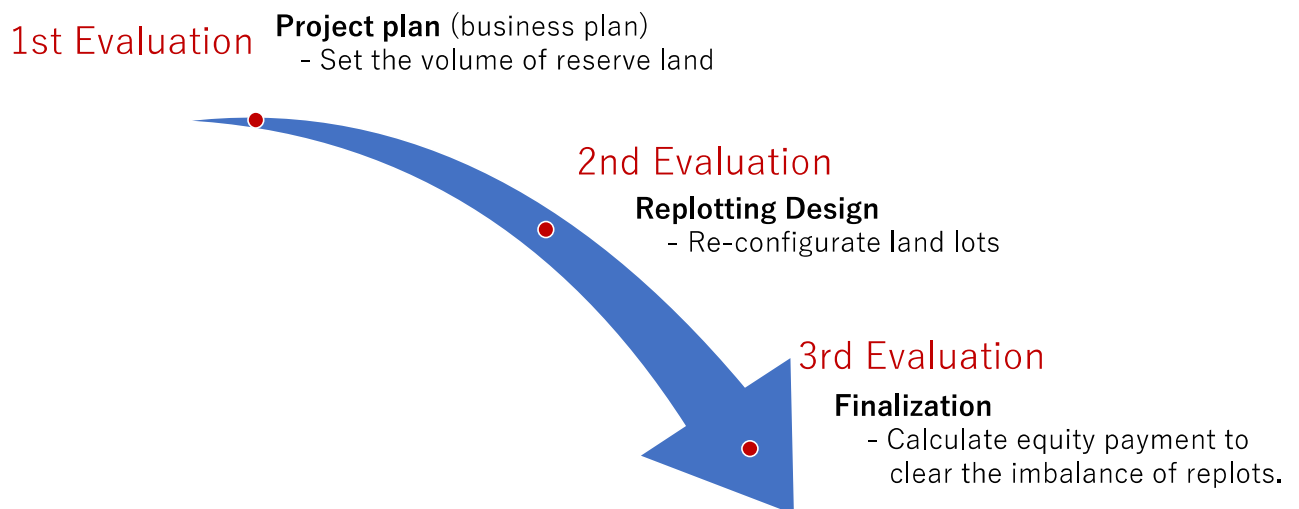 1st Evaluation
Project plan (business plan)
- Set the volume of reserve land
2nd Evaluation
Replotting Design
- Re-configurate land lots
3rd Evaluation
Finalization
- Calculate equity payment to
clear the imbalance of replots.